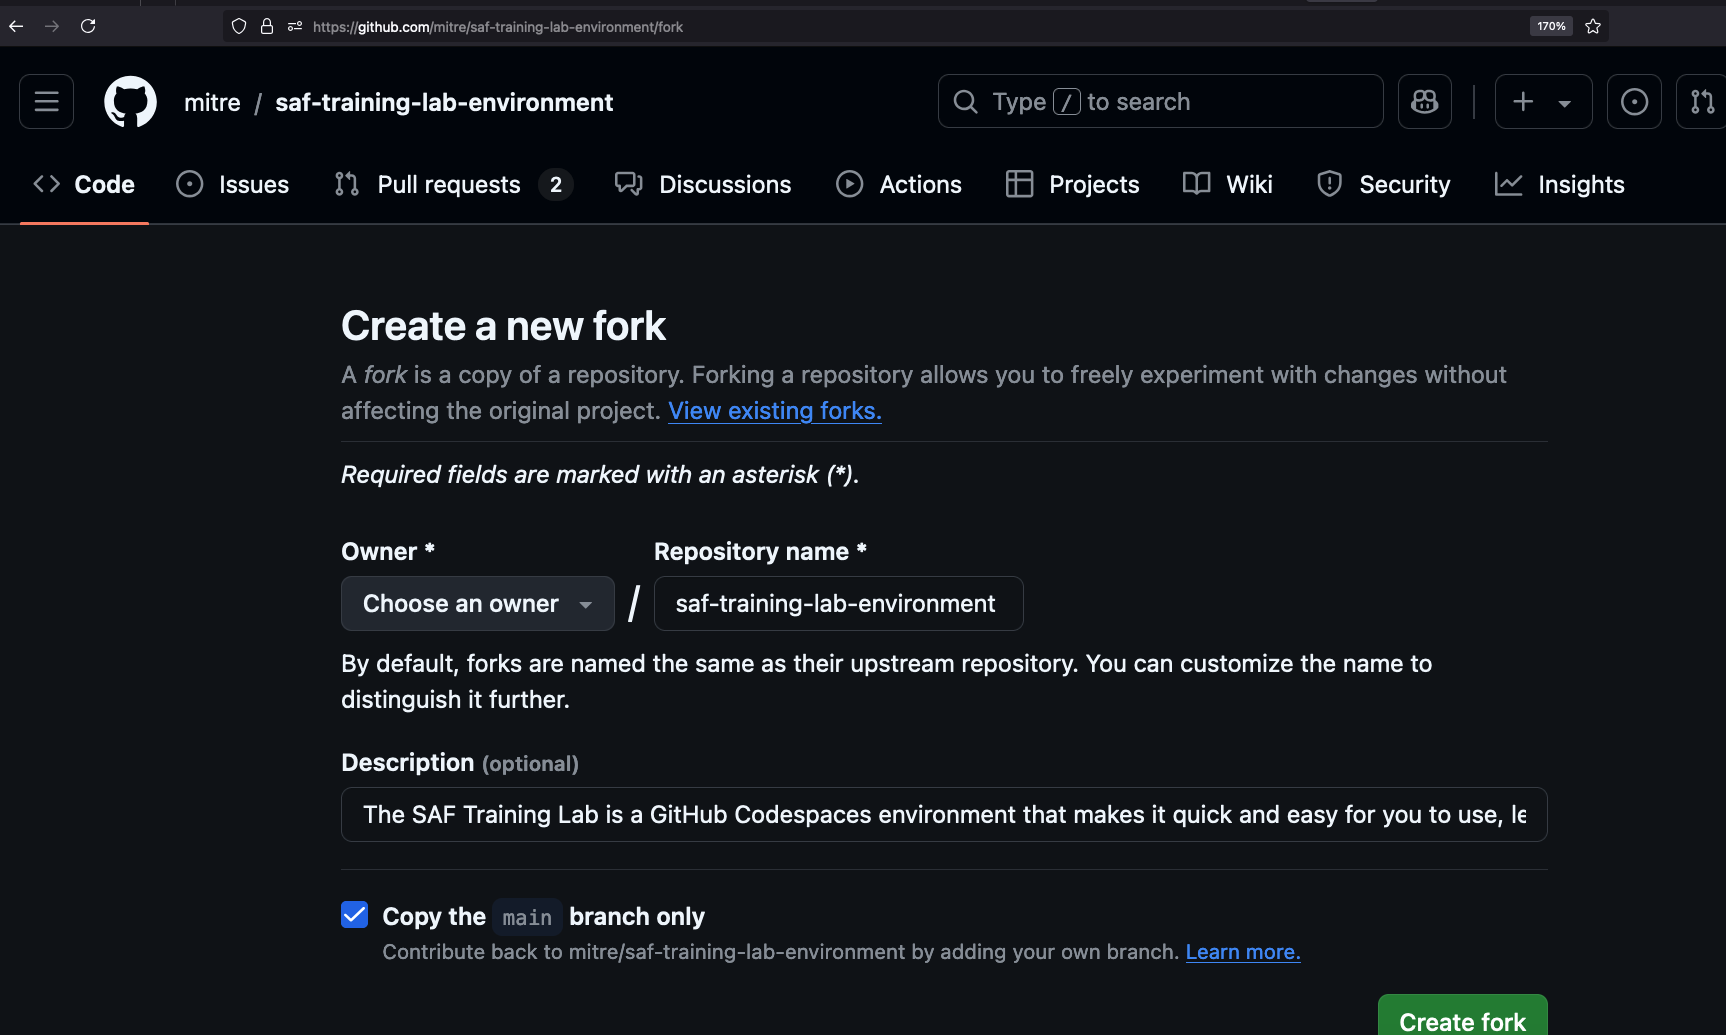 https://github.com/mitre/saf-training-lab-environment/fork
170%
mitre / saf-training-lab-environment
Type / to search
Code
Issues
Pull requests 2
Discussions
Actions
Projects
Wiki
Security
Insights
Create a new fork
A fork is a copy of a repository. Forking a repository allows you to freely experiment with changes without
affecting the original project. View existing forks.
Required fields are marked with an asterisk (*).
Owner * Repository name *
Choose an owner / saf-training-lab-environment
By default, forks are named the same as their upstream repository. You can customize the name to
distinguish it further.
Description (optional)
The SAF Training Lab is a GitHub Codespaces environment that makes it quick and easy for you to use, le
Copy the main branch only
Contribute back to mitre/saf-training-lab-environment by adding your own branch. Learn more.
Create fork